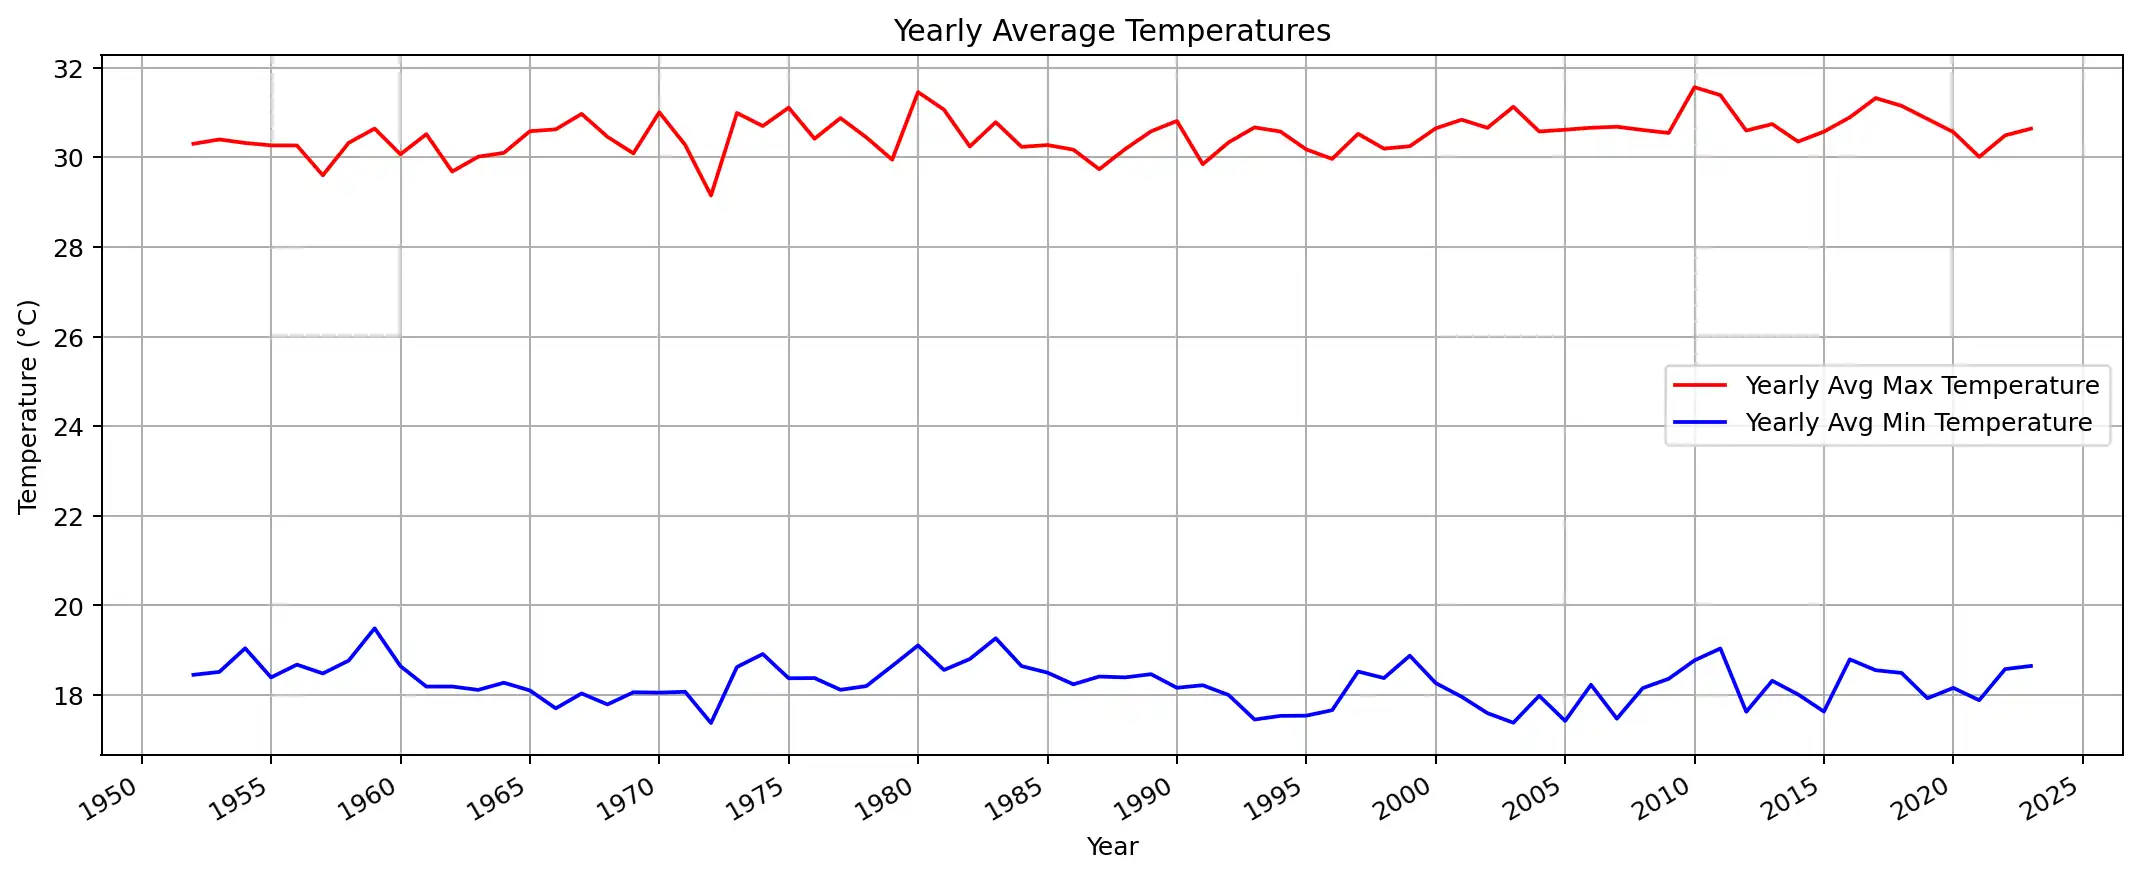 Yearly Average Temperatures
32
30
28
26
24
22
20
18
Temperature (°C)
Yearly Avg Max Temperature
Yearly Avg Min Temperature
1950 1955 1960 1965 1970 1975 1980 1985 1990 1995 2000 2005 2010 2015 2020 2025
Year